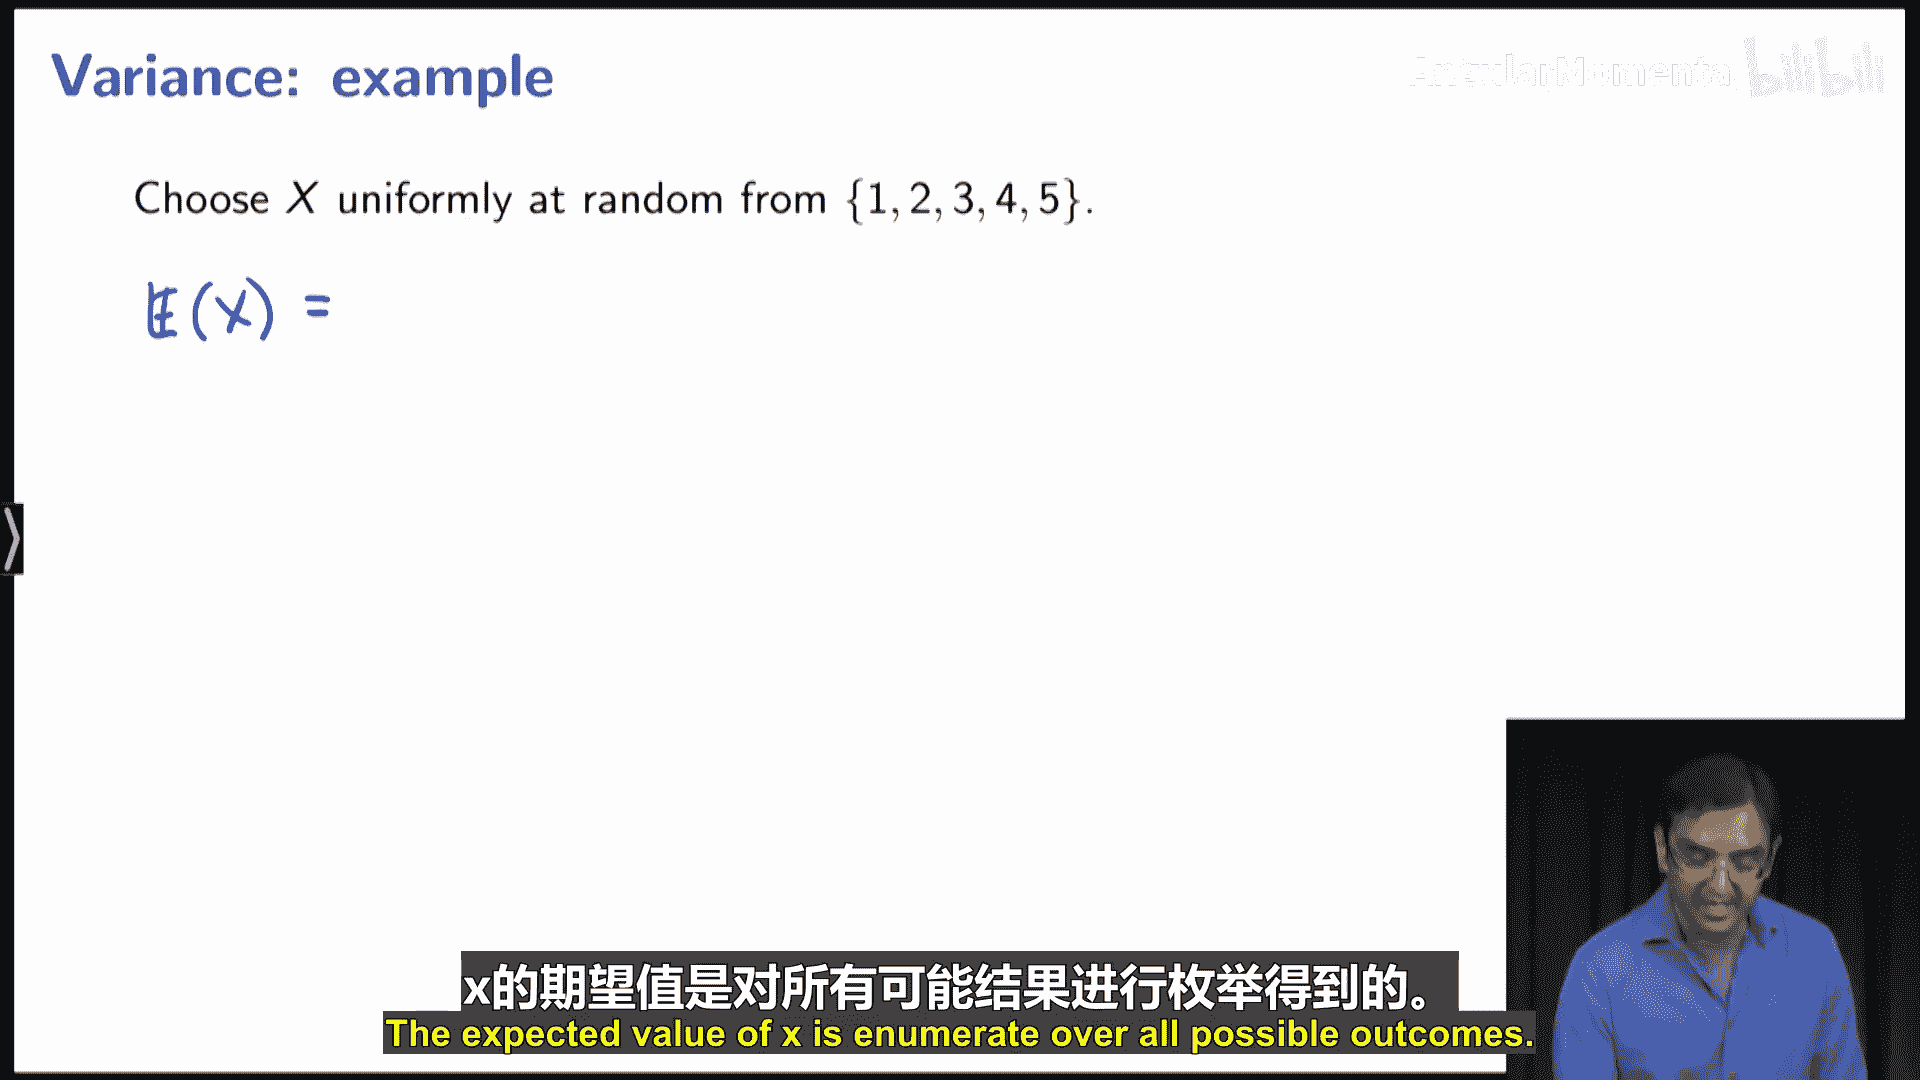 Variance: example
bilibili
Choose X uniformly at random from {1, 2, 3, 4, 5}.
𝔼(X) =
x的期望值是对所有可能结果进行枚举得到的。
The expected value of x is enumerate over all possible outcomes.